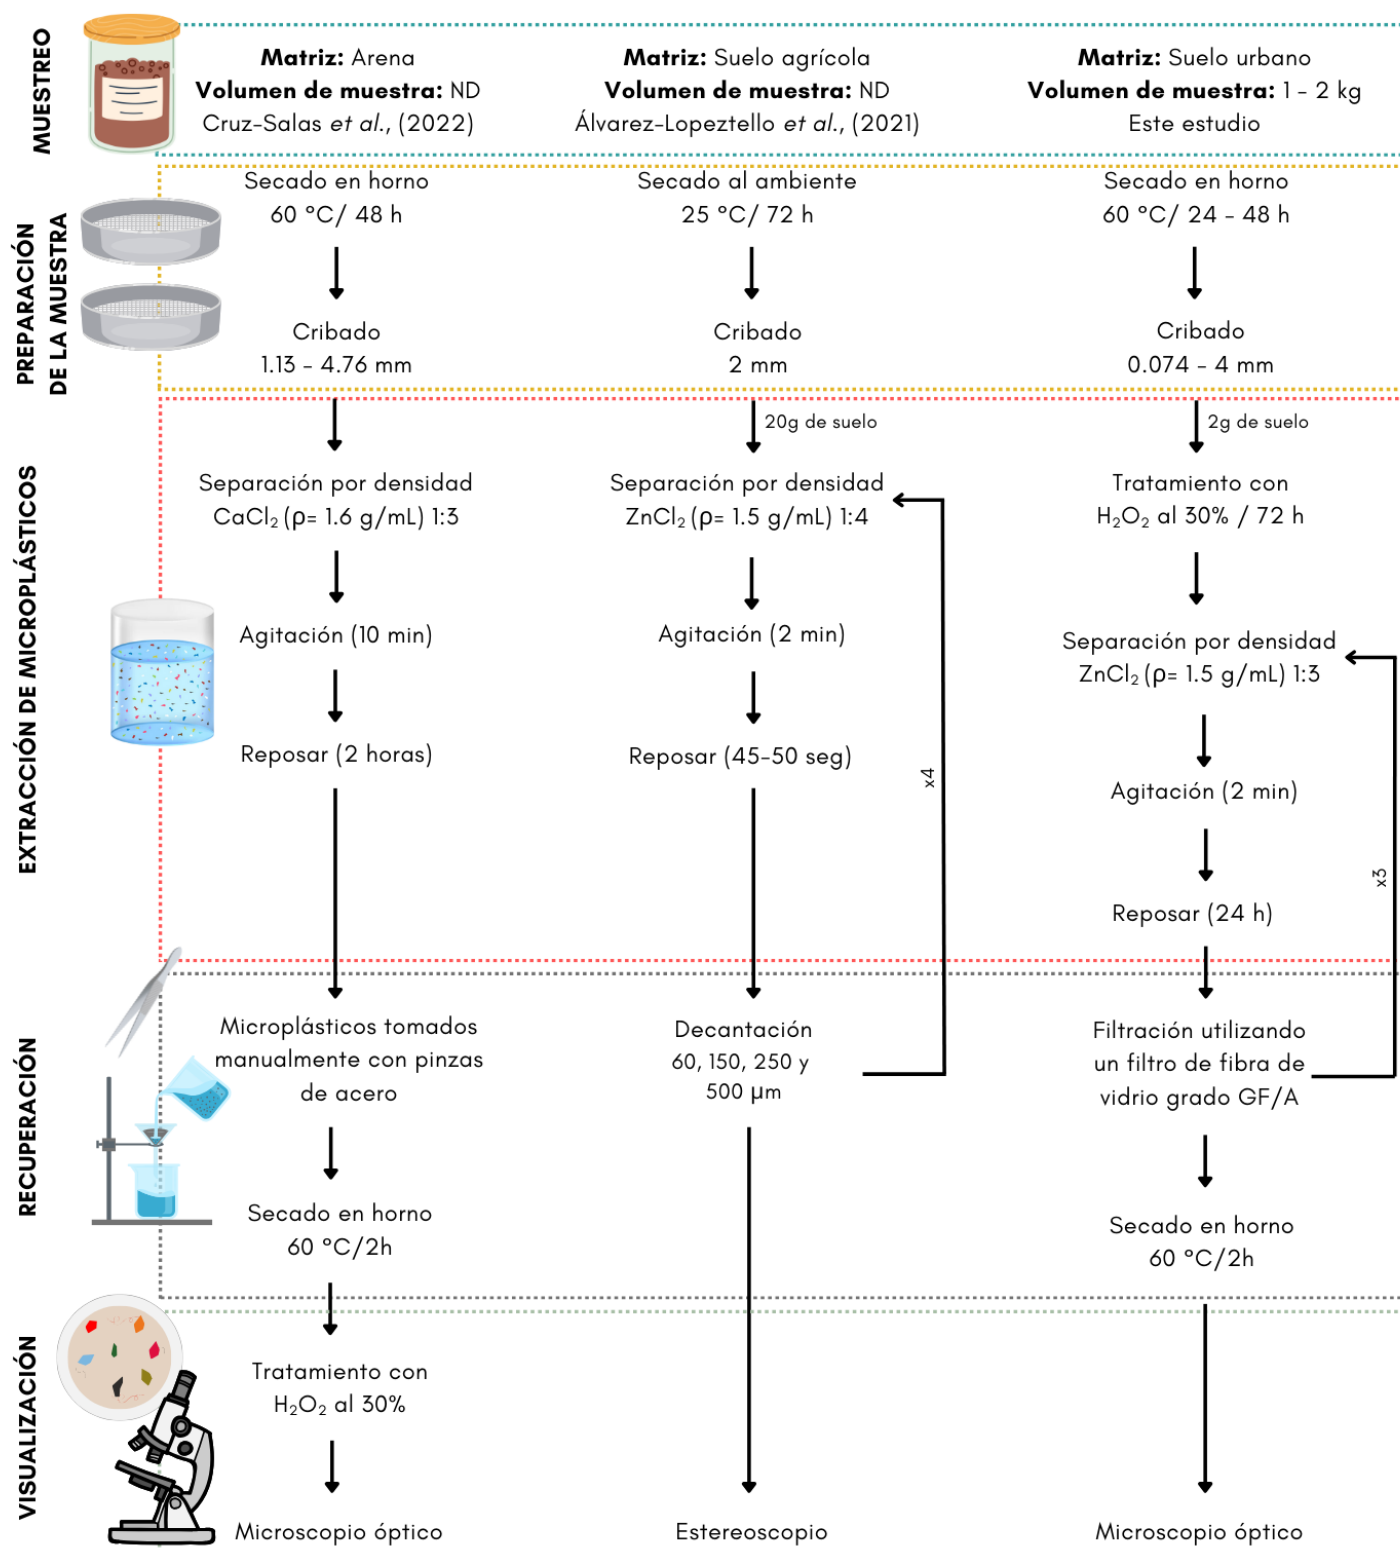 MUESTREO
Matriz: Arena
Volumen de muestra: ND
Cruz-Salas et al., (2022)
Matriz: Suelo agrícola
Volumen de muestra: ND
Álvarez-Lopeztello et al., (2021)
Matriz: Suelo urbano
Volumen de muestra: 1 - 2 kg
Este estudio
PREPARACIÓN
DE LA MUESTRA
Secado en horno
60 °C/ 48 h
Secado al ambiente
25 °C/ 72 h
Secado en horno
60 °C/ 24 - 48 h
Cribado
1.13 - 4.76 mm
Cribado
2 mm
Cribado
0.074 - 4 mm
EXTRACCIÓN DE MICROPLÁSTICOS
20g de suelo
2g de suelo
Separación por densidad
CaCl₂ (ρ= 1.6 g/mL) 1:3
Agitación (10 min)
Reposar (2 horas)
Separación por densidad
ZnCl₂ (ρ= 1.5 g/mL) 1:4
Agitación (2 min)
Reposar (45-50 seg)
x4
Tratamiento con
H₂O₂ al 30% / 72 h
Separación por densidad
ZnCl₂ (ρ= 1.5 g/mL) 1:3
Agitación (2 min)
Reposar (24 h)
x3
RECUPERACIÓN
Microplásticos tomados
manualmente con pinzas
de acero
Secado en horno
60 °C/2h
Decantación
60, 150, 250 y
500 µm
Filtración utilizando
un filtro de fibra de
vidrio grado GF/A
Secado en horno
60 °C/2h
VISUALIZACIÓN
Tratamiento con
H₂O₂ al 30%
Microscopio óptico
Estereoscopio
Microscopio óptico